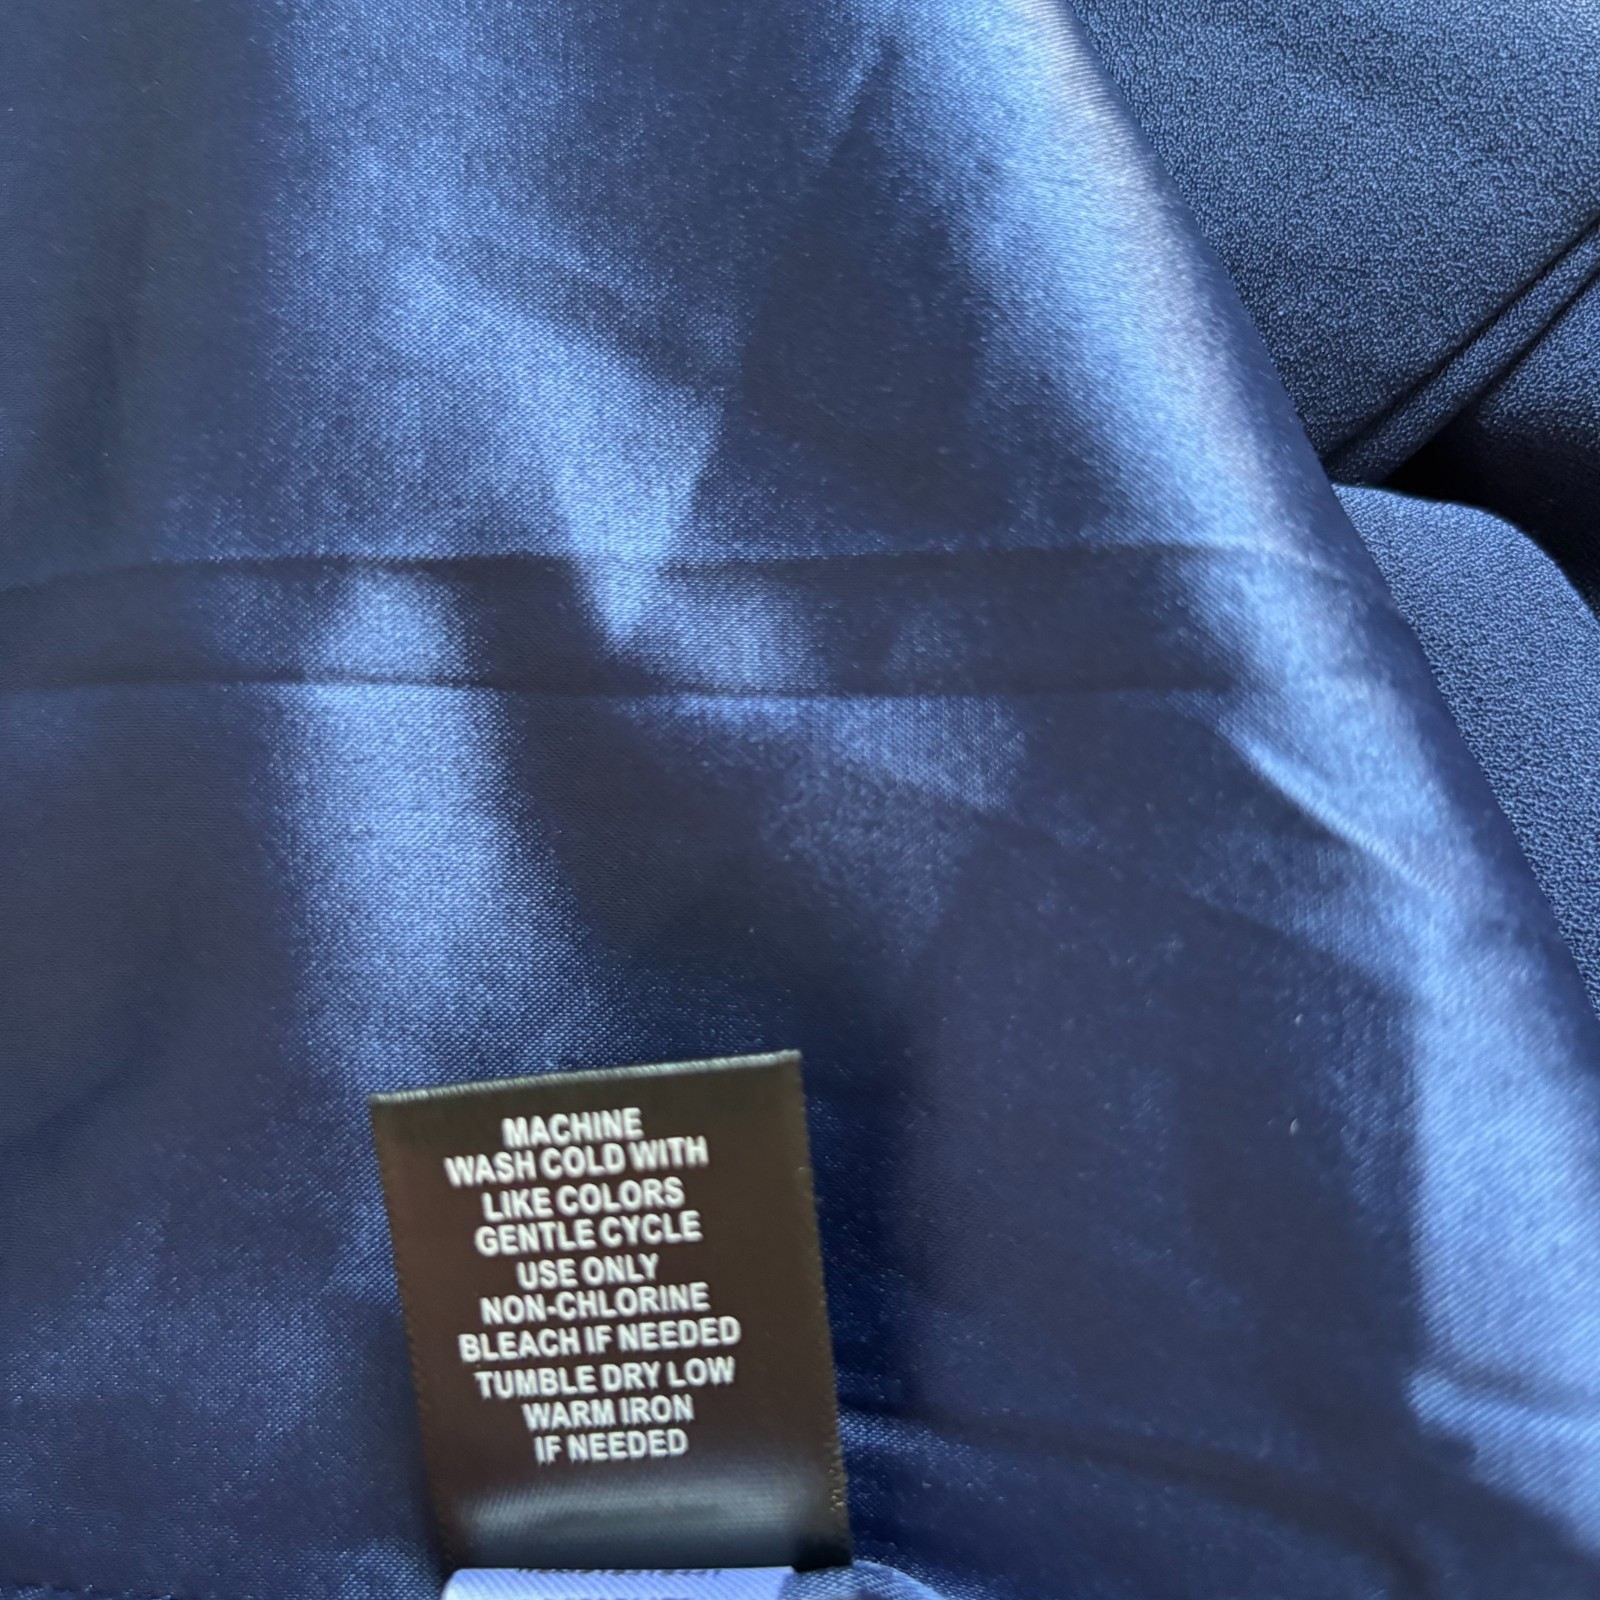 MACHINE
WASH COLD WITH
LIKE COLORS
GENTLE CYCLE
USE ONLY
NON-CHLORINE
BLEACH IF NEEDED
TUMBLE DRY LOW
WARM IRON
IF NEEDED